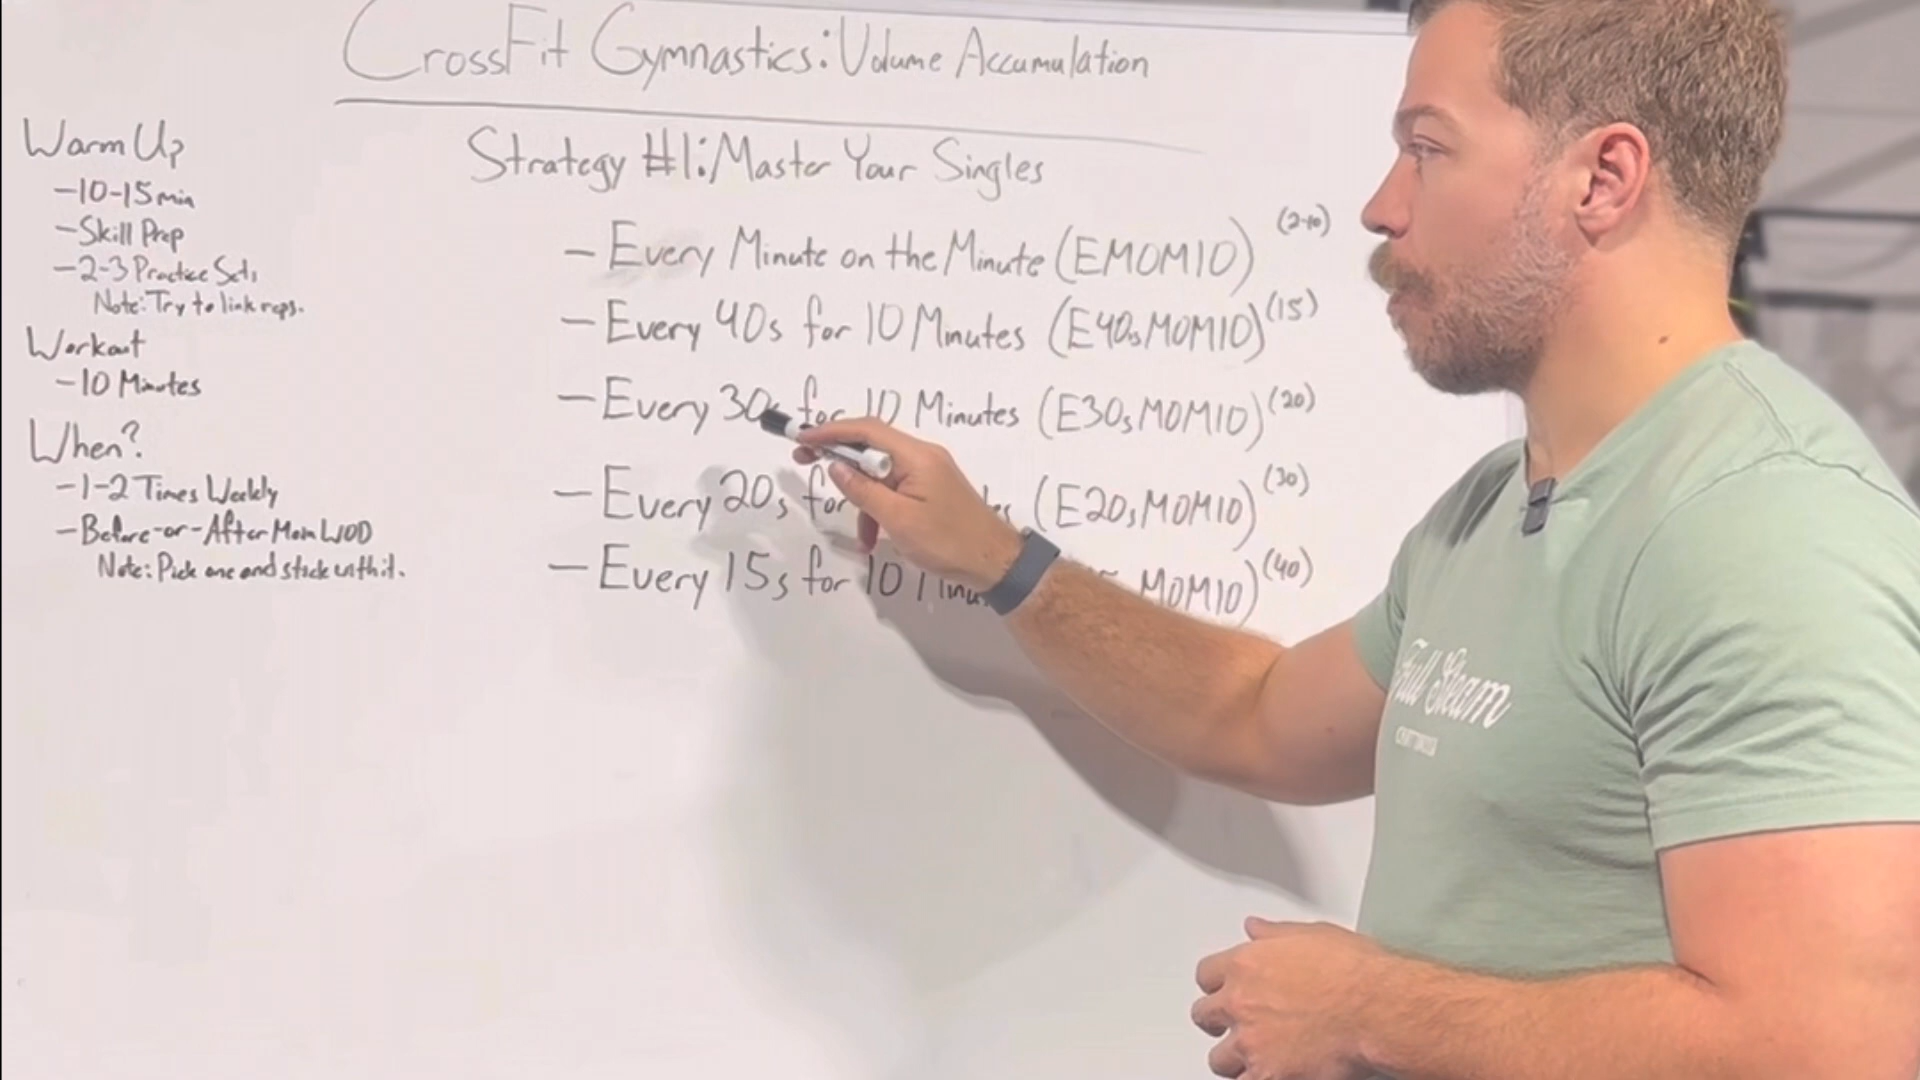 CrossFit Gymnastics: Volume Accumulation
Warm Up
-10-15 min
-Skill Prep
-2-3 Practice Sets
Note: Try to link reps.
Workout
-10 Minutes
When?
-1-2 Times Weekly
-Before-or-After Main WOD
Note: Pick one and stick with it.
Strategy #1: Master Your Singles
- Every Minute on the Minute (EMOM10) (2-10)
- Every 40s for 10 Minutes (E40sMOM10) (15)
- Every 30s for 10 Minutes (E30sMOM10) (20)
- Every 20s for (E20sMOM10) (30)
- Every 15s for 10 MOM10) (40)
Full Steam